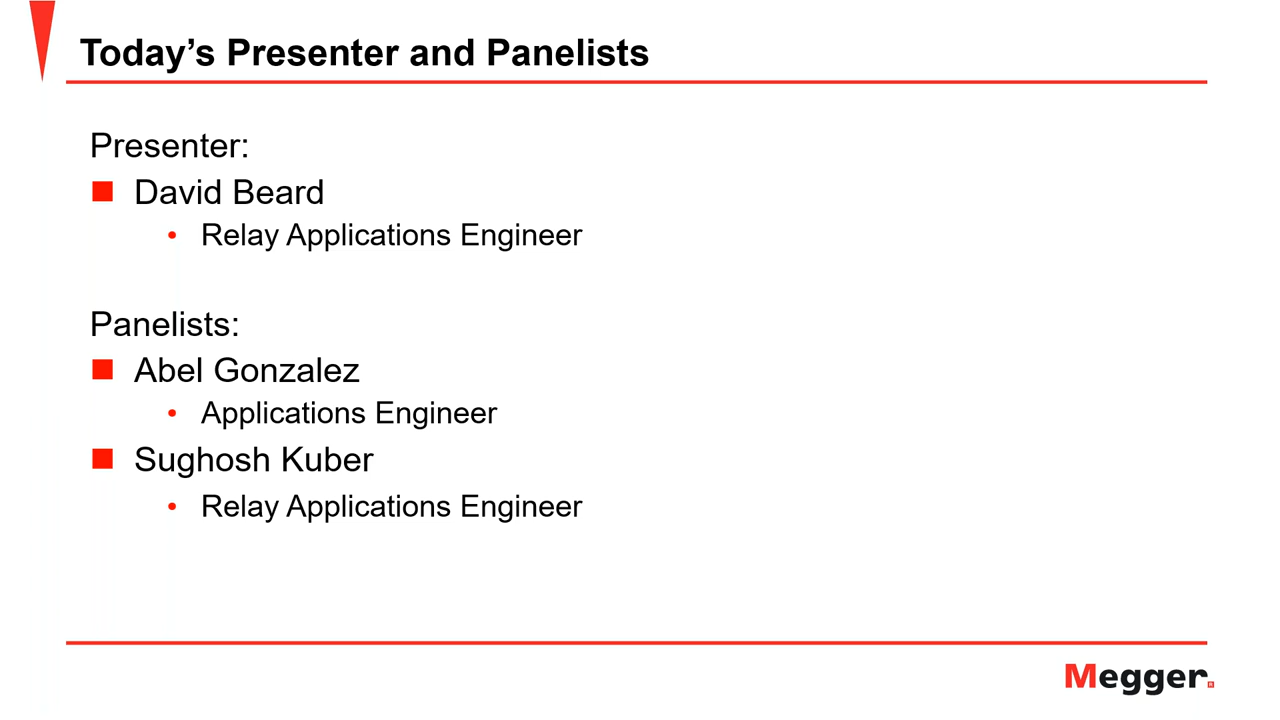 Today’s Presenter and Panelists
Presenter:
David Beard
Relay Applications Engineer
Panelists:
Abel Gonzalez
Applications Engineer
Sughosh Kuber
Relay Applications Engineer
Megger.